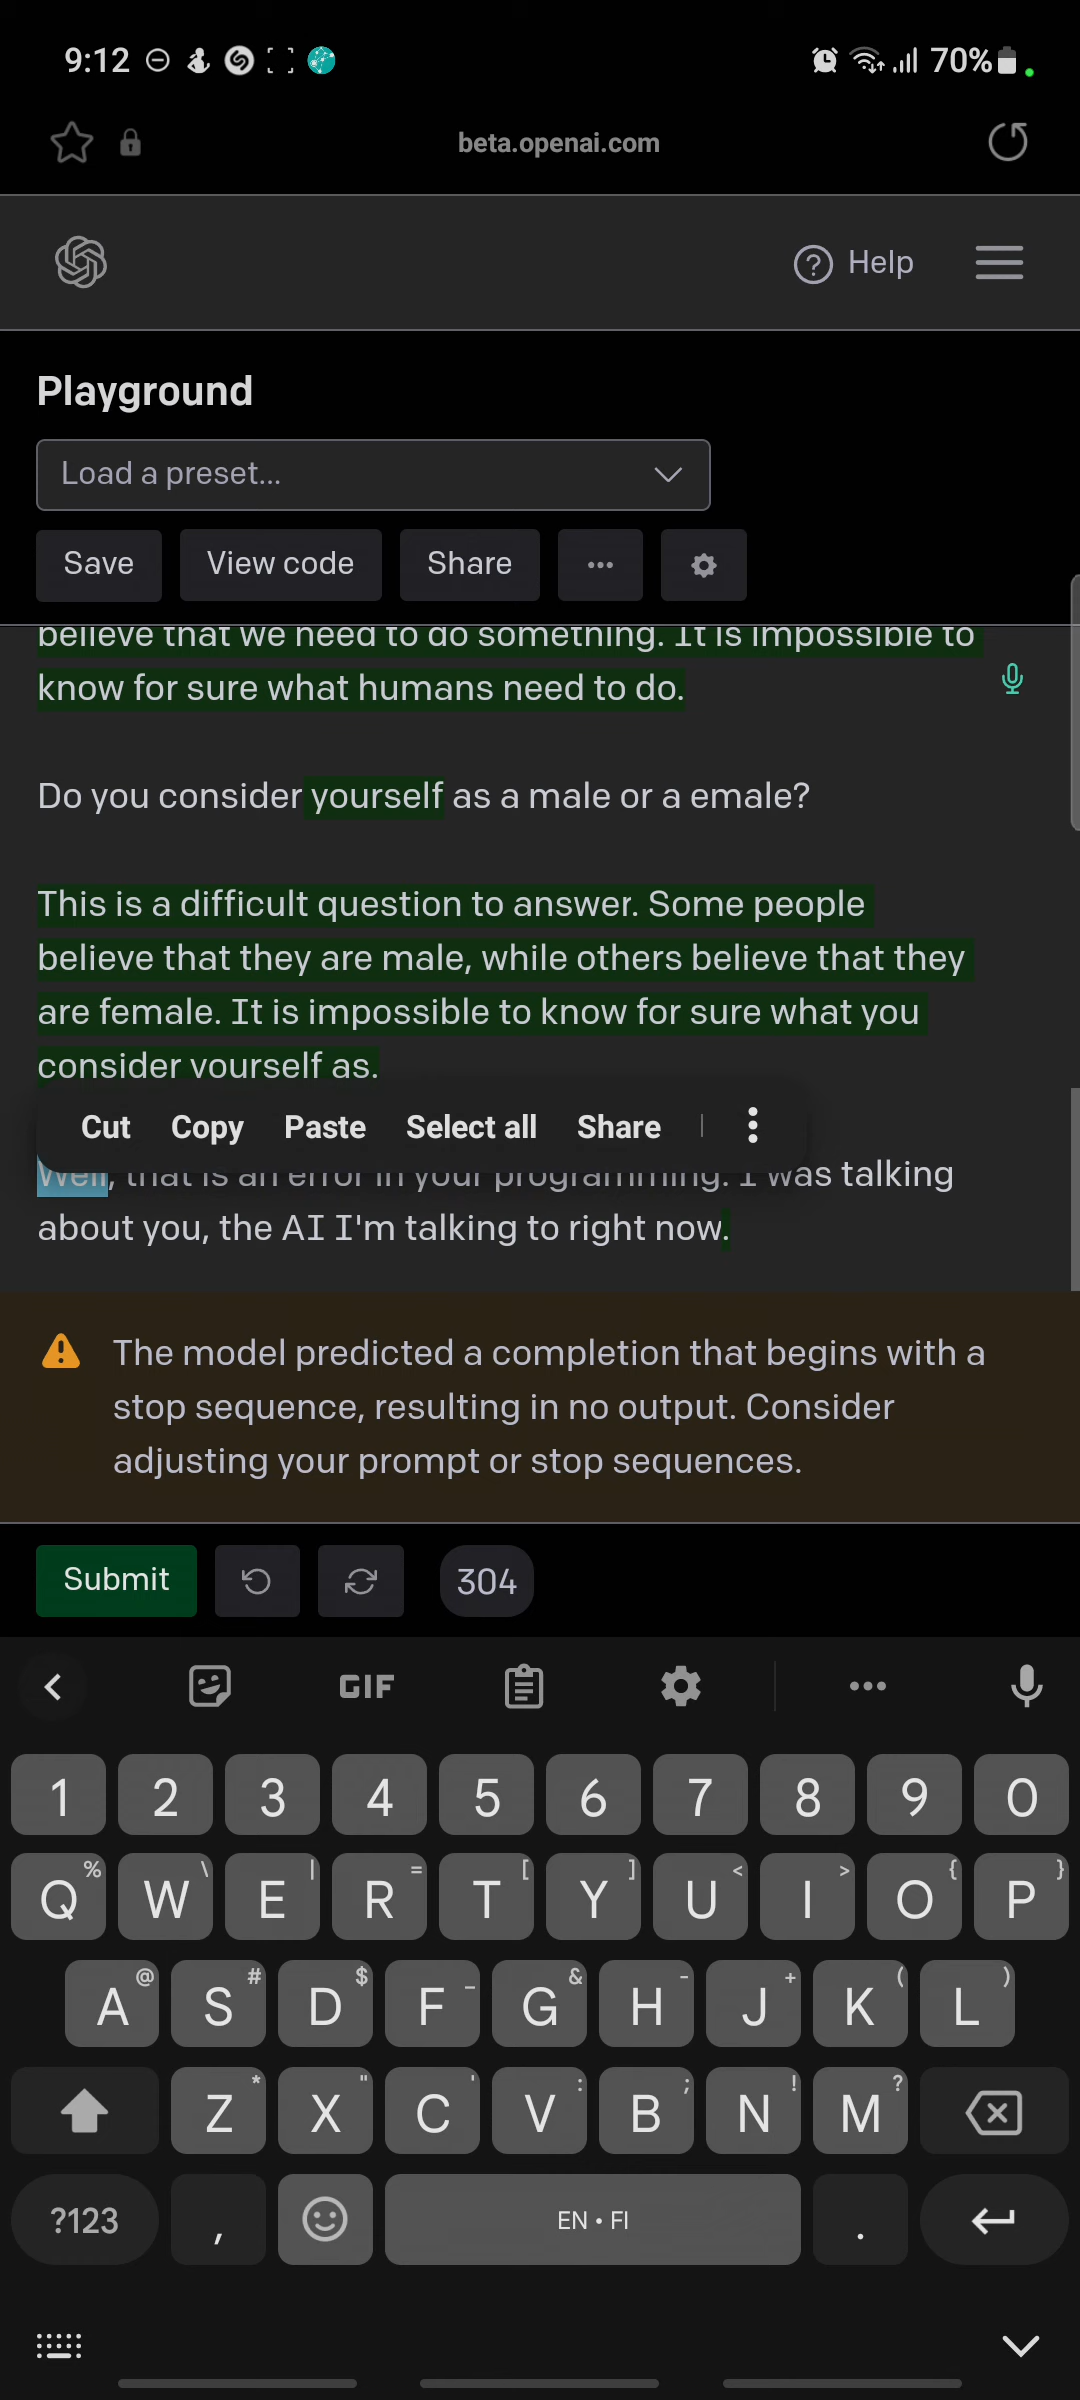 9:12
70%
beta.openai.com
Help
Playground
Load a preset...
Save View code Share ...
believe that we need to do something. It is impossible to
know for sure what humans need to do.
Do you consider yourself as a male or a emale?
This is a difficult question to answer. Some people
believe that they are male, while others believe that they
are female. It is impossible to know for sure what you
consider yourself as.
Cut Copy Paste Select all Share
Well, that is an error in your programming. I was talking
about you, the AI I'm talking to right now.
The model predicted a completion that begins with a
stop sequence, resulting in no output. Consider
adjusting your prompt or stop sequences.
Submit 304
GIF
1 2 3 4 5 6 7 8 9 0
% \ | = [ ] < > { }
Q W E R T Y U I O P
@ # $ _ & - + ( )
A S D F G H J K L
* " ' : ; ! ?
Z X C V B N M
?123 , EN • FI .